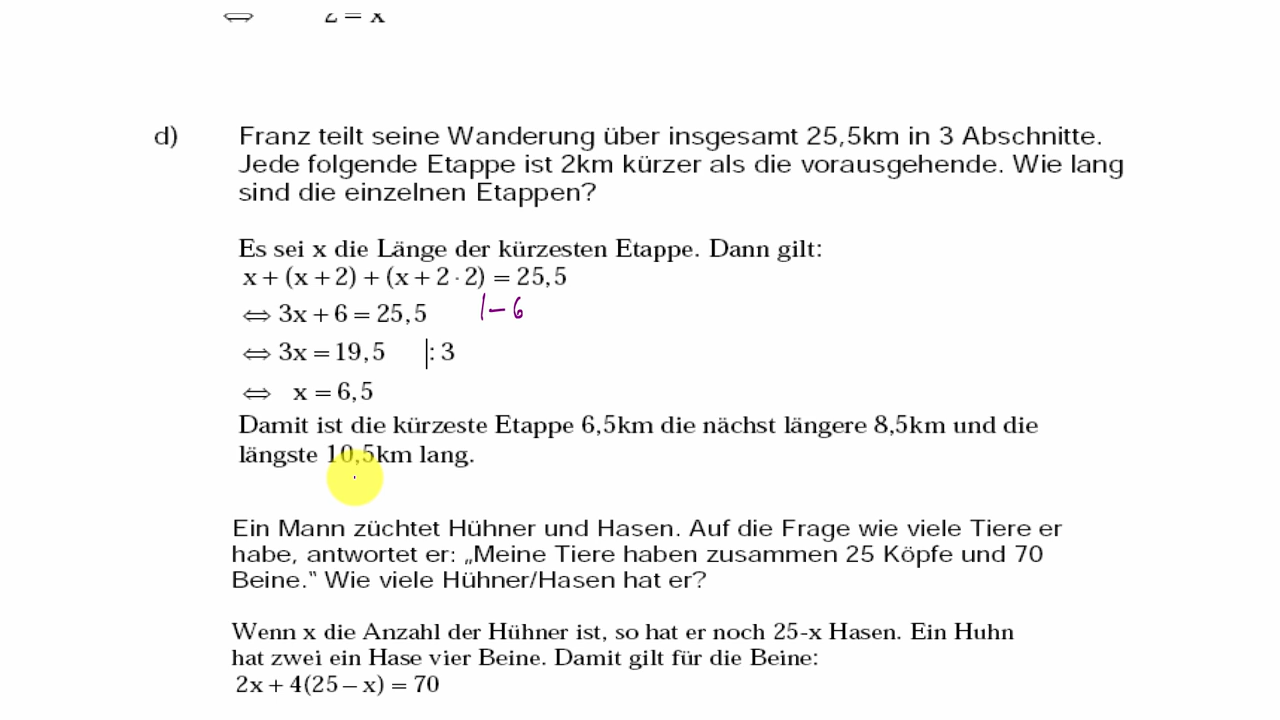 ⇔ 2 = x
d) Franz teilt seine Wanderung über insgesamt 25,5km in 3 Abschnitte.
Jede folgende Etappe ist 2km kürzer als die vorausgehende. Wie lang
sind die einzelnen Etappen?
Es sei x die Länge der kürzesten Etappe. Dann gilt:
x + (x + 2) + (x + 2 · 2) = 25,5
⇔ 3x + 6 = 25,5 | − 6
⇔ 3x = 19,5 |: 3
⇔ x = 6,5
Damit ist die kürzeste Etappe 6,5km die nächst längere 8,5km und die
längste 10,5km lang.
Ein Mann züchtet Hühner und Hasen. Auf die Frage wie viele Tiere er
habe, antwortet er: „Meine Tiere haben zusammen 25 Köpfe und 70
Beine.“ Wie viele Hühner/Hasen hat er?
Wenn x die Anzahl der Hühner ist, so hat er noch 25-x Hasen. Ein Huhn
hat zwei ein Hase vier Beine. Damit gilt für die Beine:
2x + 4(25 − x) = 70